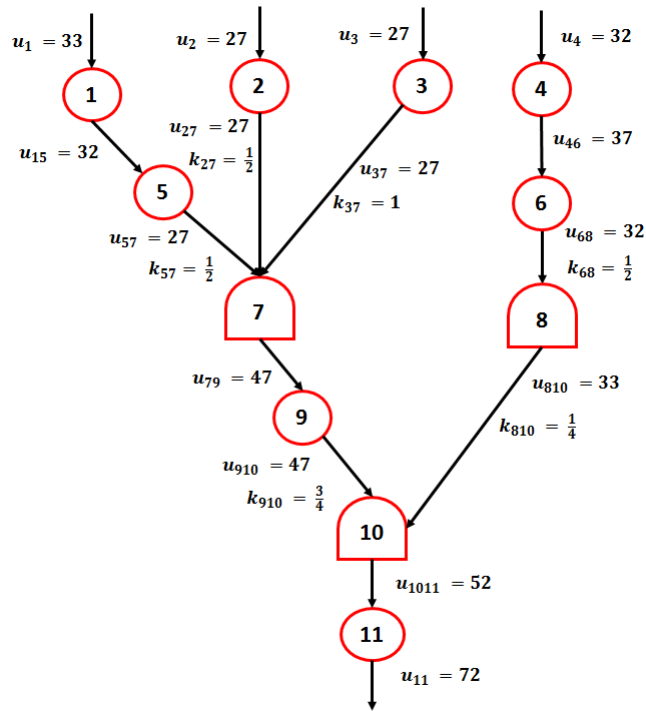 u₁ = 33
u₂ = 27
u₃ = 27
u₄ = 32
1
2
3
4
u₁₅ = 32
u₂₇ = 27
k₂₇ = 1/2
u₃₇ = 27
k₃₇ = 1
u₄₆ = 37
5
6
u₅₇ = 27
k₅₇ = 1/2
u₆₈ = 32
k₆₈ = 1/2
7
8
u₇₉ = 47
u₈₁₀ = 33
k₈₁₀ = 1/4
9
u₉₁₀ = 47
k₉₁₀ = 3/4
10
u₁₀₁₁ = 52
11
u₁₁ = 72